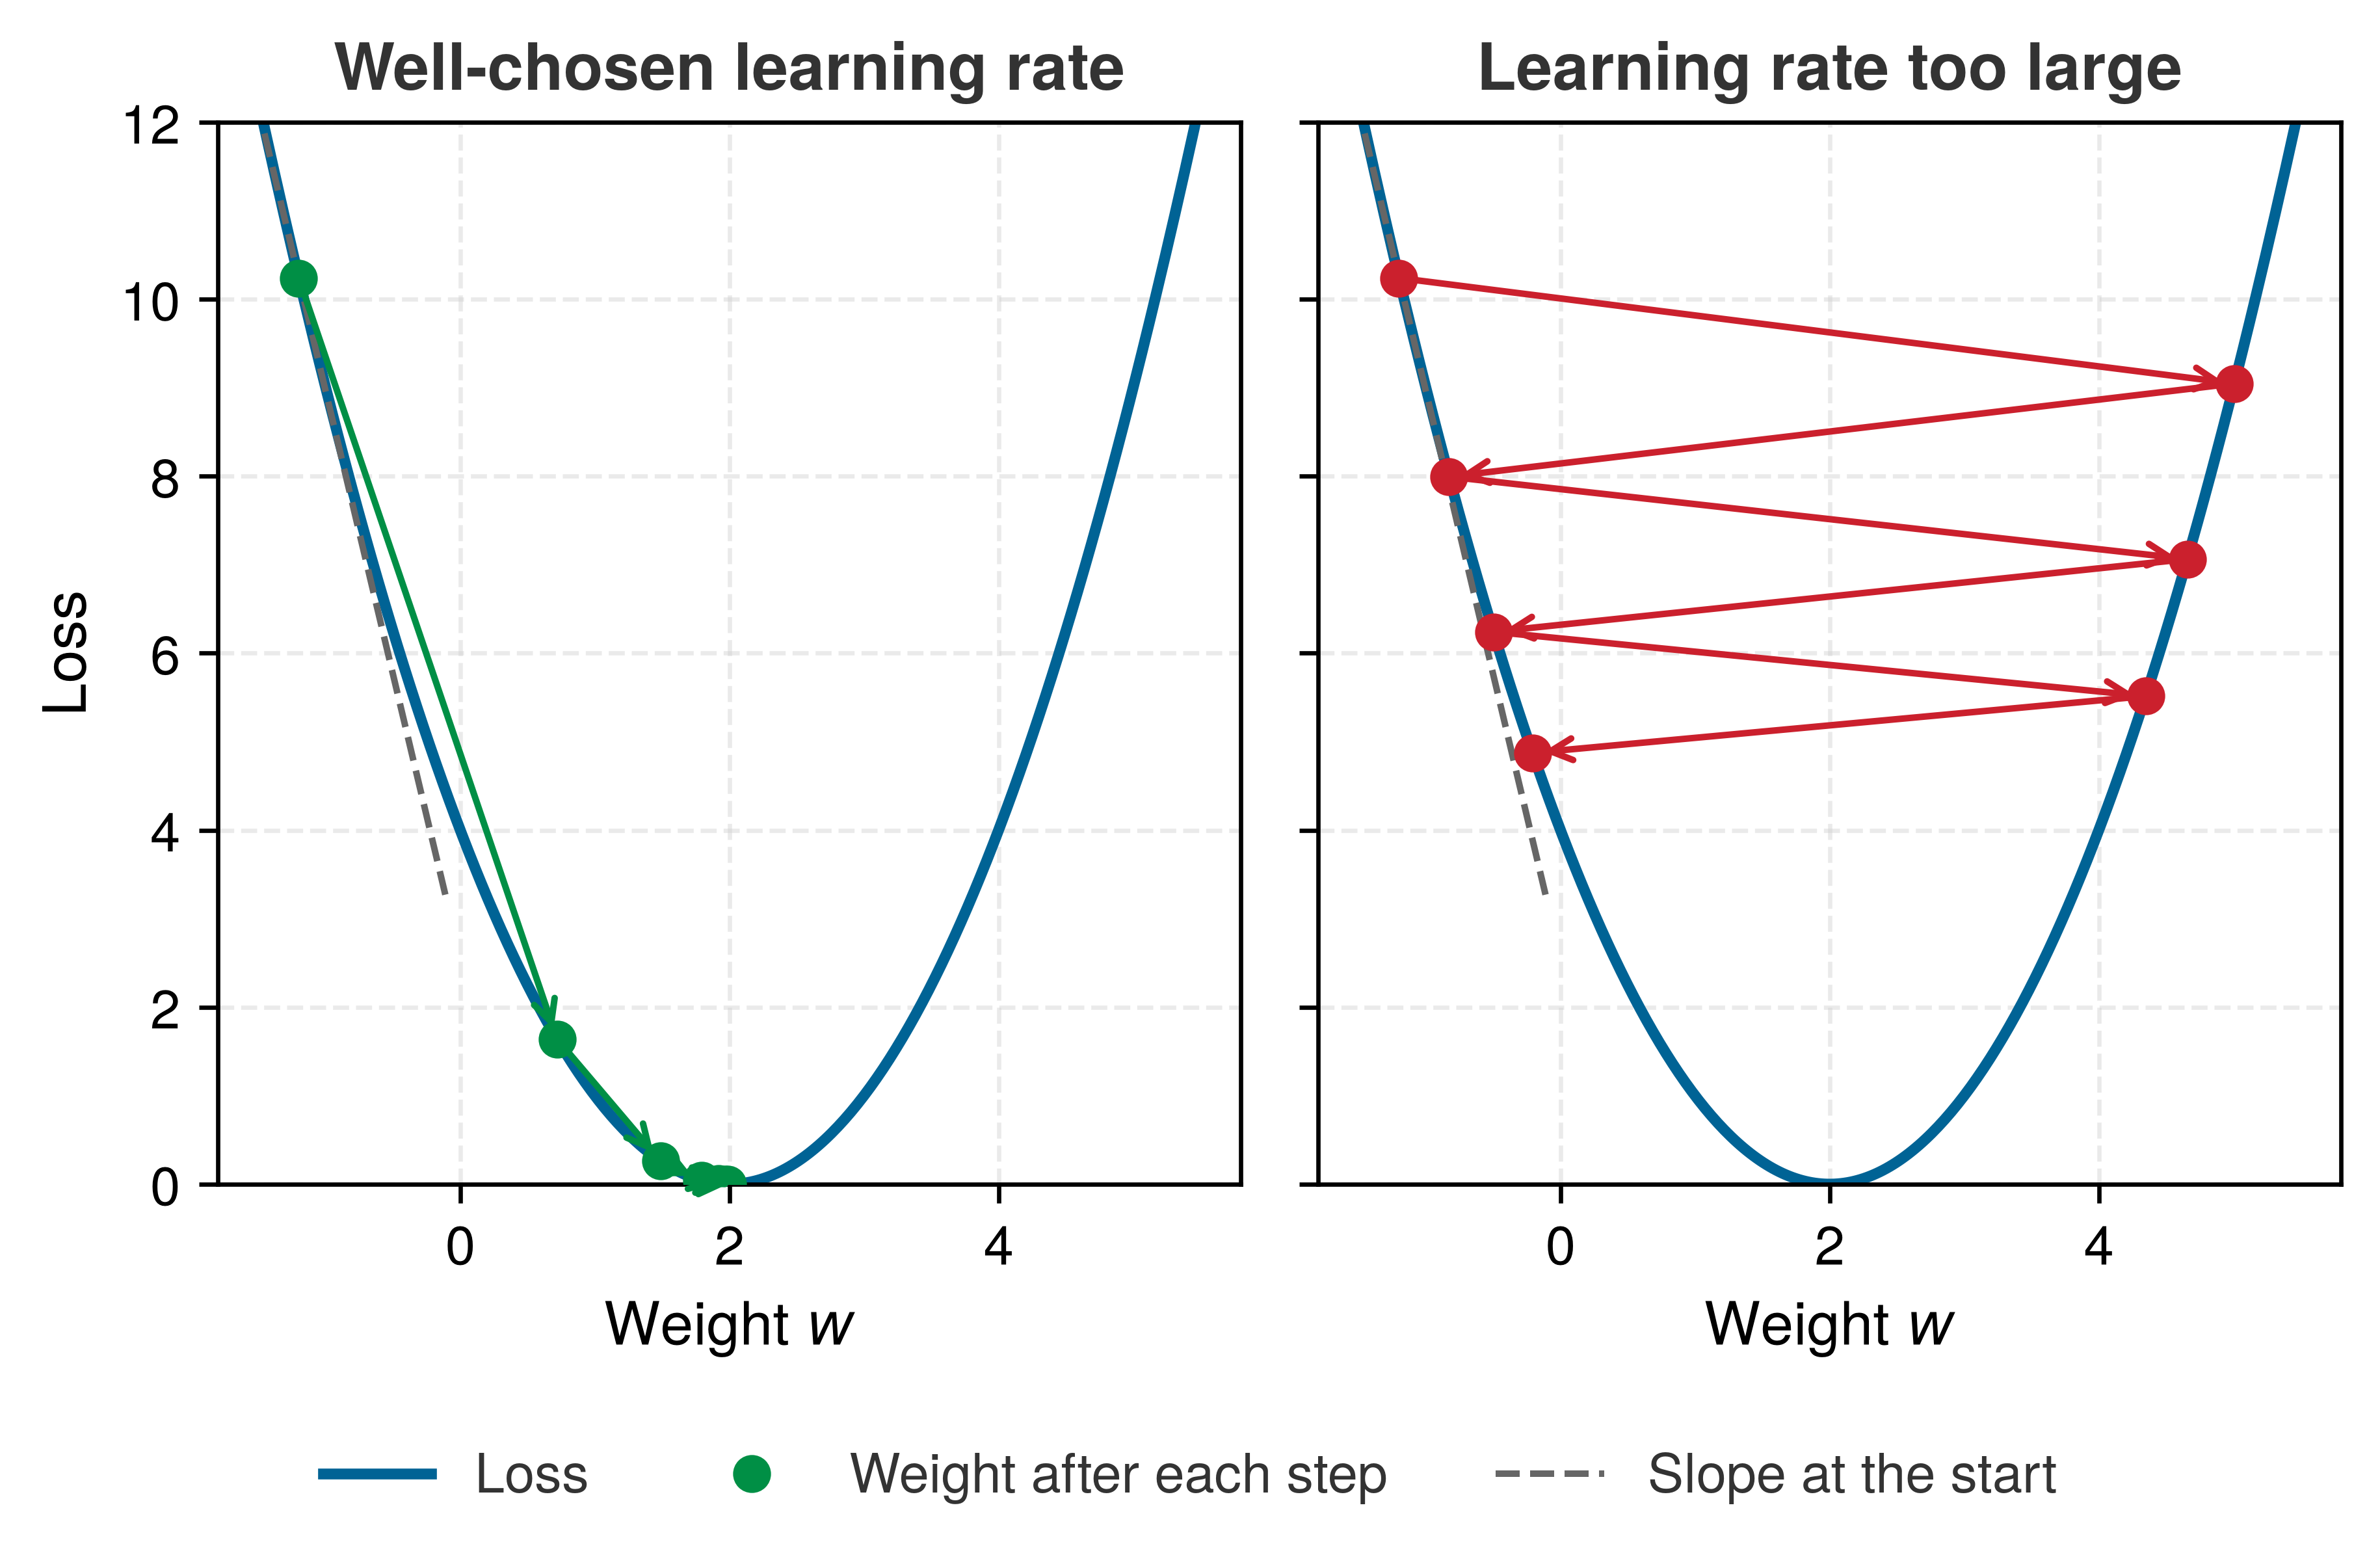 Well-chosen learning rate
Learning rate too large
12
10
8
6
4
2
0
Loss
0 2 4
0 2 4
Weight w
Weight w
Loss
Weight after each step
Slope at the start